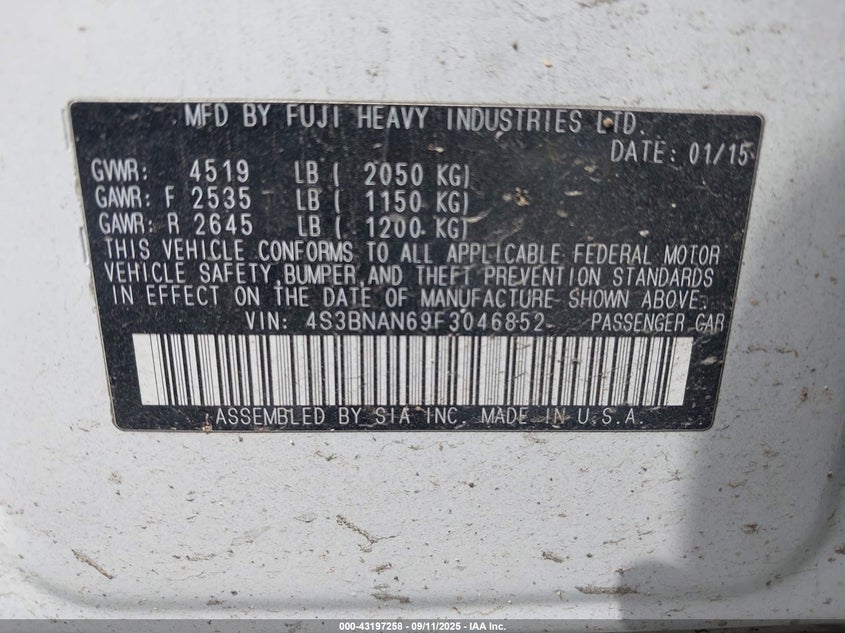 MFD BY FUJI HEAVY INDUSTRIES LTD.
DATE: 01/15
GVWR: 4519 LB ( 2050 KG)
GAWR: F 2535 LB ( 1150 KG)
GAWR: R 2645 LB ( 1200 KG)
THIS VEHICLE CONFORMS TO ALL APPLICABLE FEDERAL MOTOR
VEHICLE SAFETY, BUMPER, AND THEFT PREVENTION STANDARDS
IN EFFECT ON THE DATE OF MANUFACTURE SHOWN ABOVE.
VIN: 4S3BNAN69F3046852 PASSENGER CAR
ASSEMBLED BY SIA INC. MADE IN U.S.A.
000-43197258 - 09/11/2025 - IAA Inc.